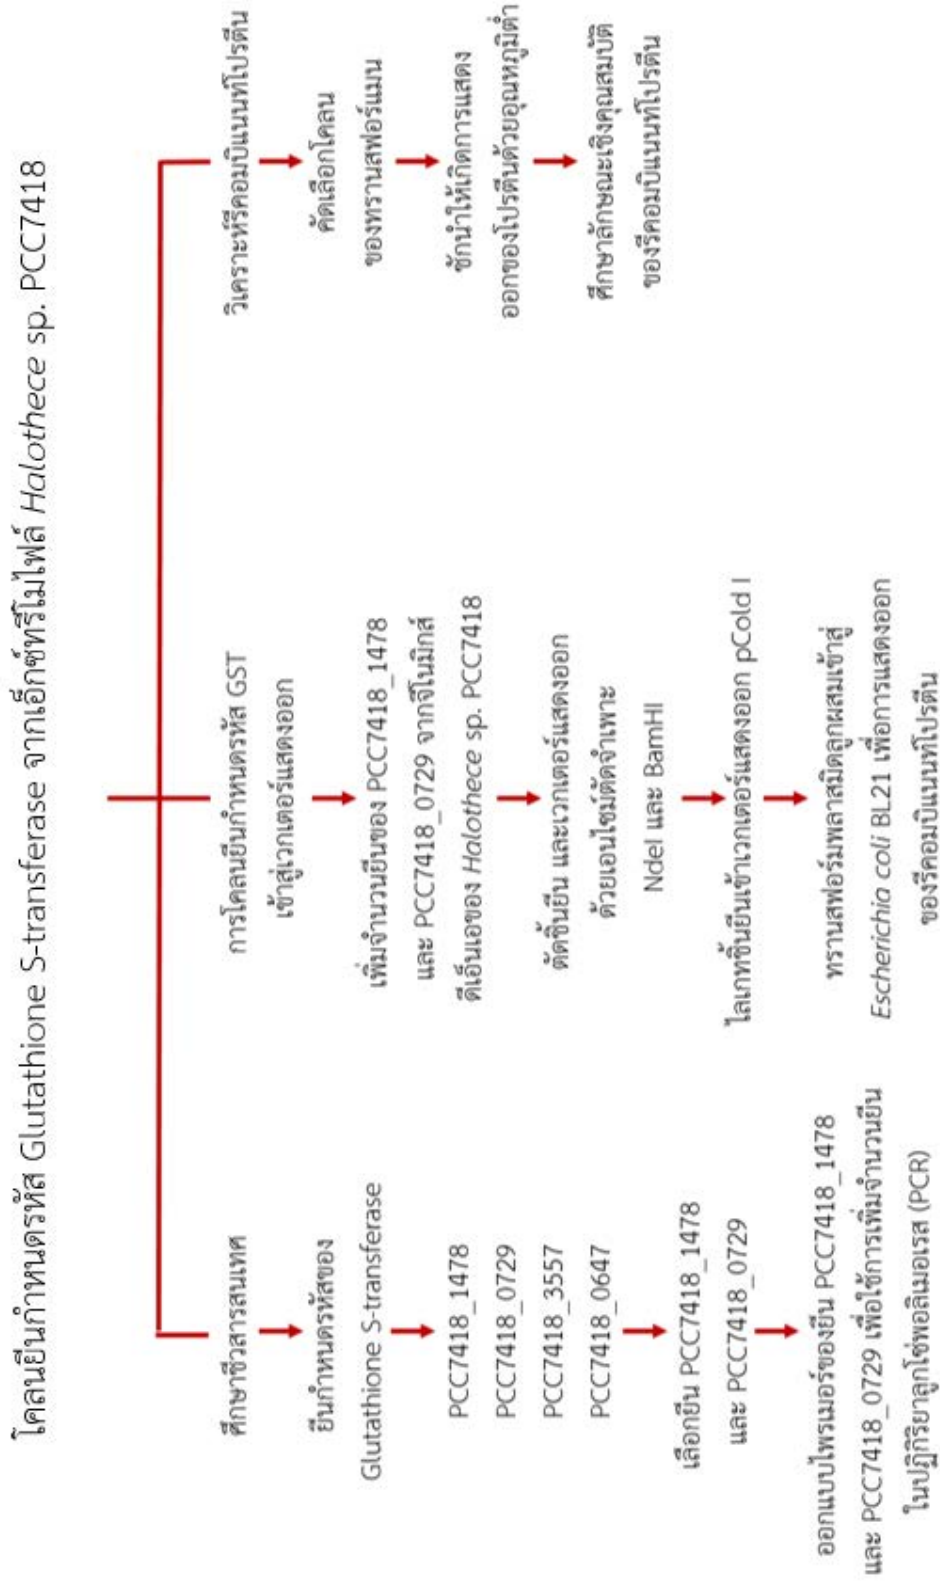 โคลนยีนกำหนดรหัส Glutathione S-transferase จากเอ็กซ์ทรีโมไฟล์ Halothece sp. PCC7418
ศึกษาชีวสารสนเทศ
ยีนกำหนดรหัสของ
Glutathione S-transferase
PCC7418_1478
PCC7418_0729
PCC7418_3557
PCC7418_0647
เลือกยีน PCC7418_1478
และ PCC7418_0729
ออกแบบไพรเมอร์ของยีน PCC7418_1478
และ PCC7418_0729 เพื่อใช้การเพิ่มจำนวนยีน
ในปฏิกิริยาลูกโซ่พอลิเมอเรส (PCR)
การโคลนยีนกำหนดรหัส GST
เข้าสู่เวกเตอร์แสดงออก
เพิ่มจำนวนยีนของ PCC7418_1478
และ PCC7418_0729 จากจีโนมิกส์
ดีเอ็นเอของ Halothece sp. PCC7418
ตัดชิ้นยีน และเวกเตอร์แสดงออก
ด้วยเอนไซม์ตัดจำเพาะ
NdeI และ BamHI
ไลเกทชิ้นยีนเข้าเวกเตอร์แสดงออก pCold I
ทรานสฟอร์มพลาสมิดลูกผสมเข้าสู่
Escherichia coli BL21 เพื่อการแสดงออก
ของรีคอมบิแนนท์โปรตีน
วิเคราะห์รีคอมบิแนนท์โปรตีน
คัดเลือกโคลน
ของทรานสฟอร์แมน
ชักนำให้เกิดการแสดง
ออกของโปรตีนด้วยอุณหภูมิต่ำ
ศึกษาลักษณะเชิงคุณสมบัติ
ของรีคอมบิแนนท์โปรตีน